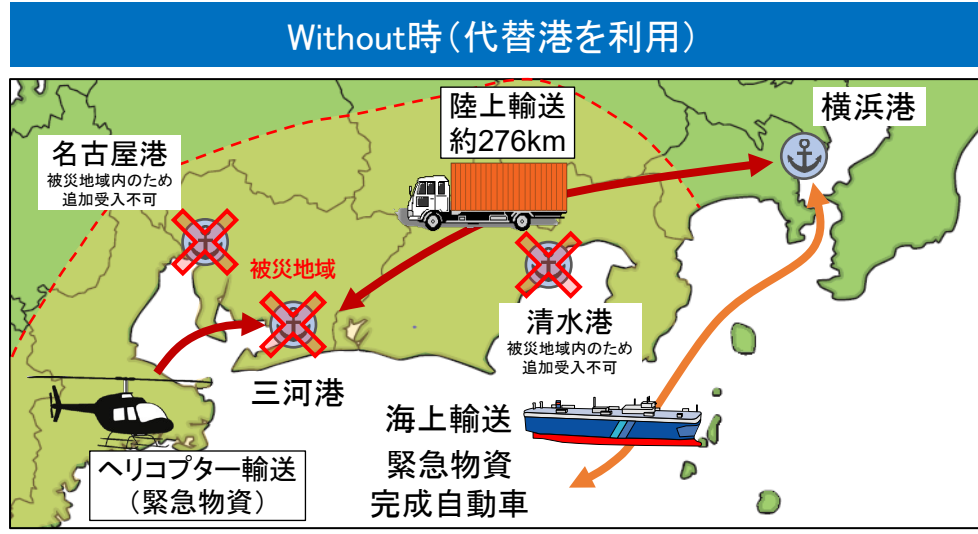 Without時（代替港を利用）
陸上輸送
約276km
横浜港
名古屋港
被災地域内のため
追加受入不可
被災地域
清水港
被災地域内のため
追加受入不可
三河港
海上輸送
緊急物資
完成自動車
ヘリコプター輸送
（緊急物資）